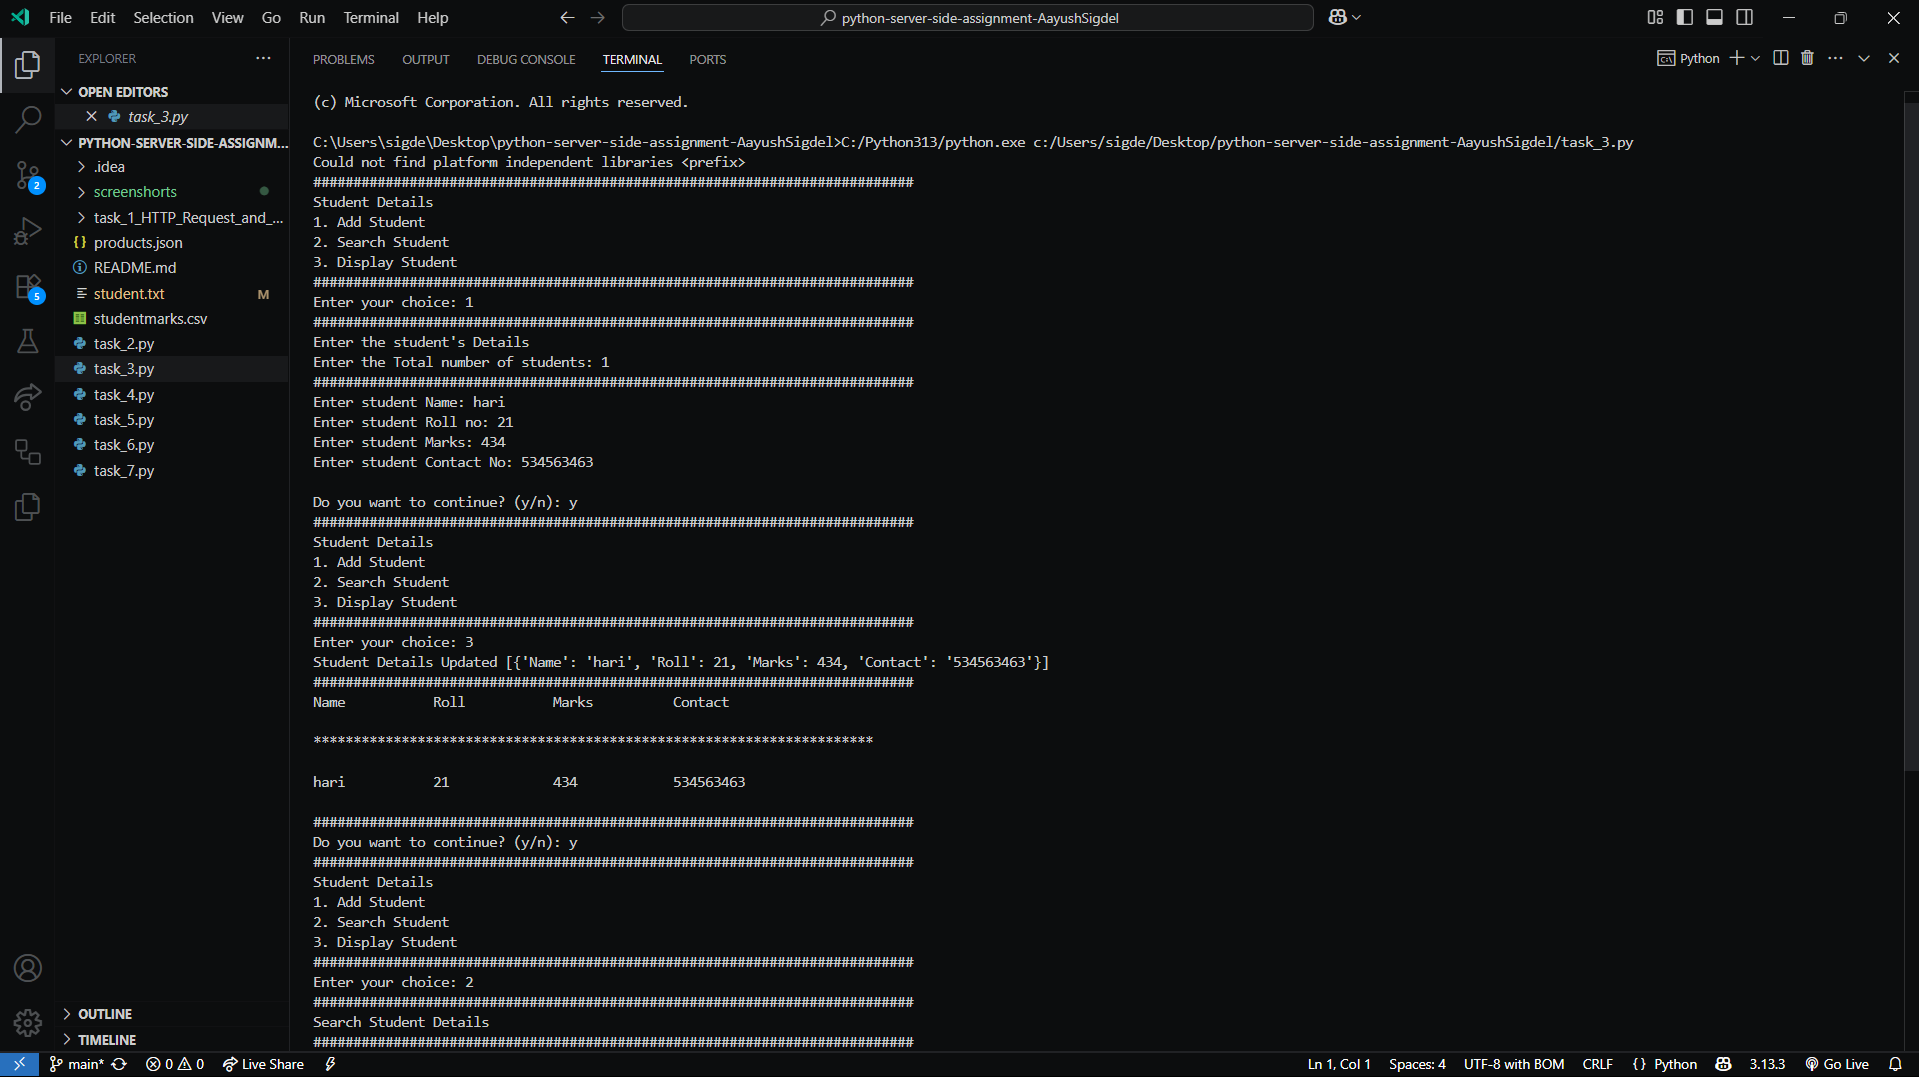 File Edit Selection View Go Run Terminal Help
python-server-side-assignment-AayushSigdel
EXPLORER
OPEN EDITORS
task_3.py
PYTHON-SERVER-SIDE-ASSIGNM...
.idea
screenshorts
task_1_HTTP_Request_and_...
products.json
README.md
student.txt M
studentmarks.csv
task_2.py
task_3.py
task_4.py
task_5.py
task_6.py
task_7.py
OUTLINE
TIMELINE
2
5
PROBLEMS OUTPUT DEBUG CONSOLE TERMINAL PORTS
Python
(c) Microsoft Corporation. All rights reserved.
C:\Users\sigde\Desktop\python-server-side-assignment-AayushSigdel>C:/Python313/python.exe c:/Users/sigde/Desktop/python-server-side-assignment-AayushSigdel/task_3.py
Could not find platform independent libraries <prefix>
###########################################################################
Student Details
1. Add Student
2. Search Student
3. Display Student
###########################################################################
Enter your choice: 1
###########################################################################
Enter the student's Details
Enter the Total number of students: 1
###########################################################################
Enter student Name: hari
Enter student Roll no: 21
Enter student Marks: 434
Enter student Contact No: 534563463
Do you want to continue? (y/n): y
###########################################################################
Student Details
1. Add Student
2. Search Student
3. Display Student
###########################################################################
Enter your choice: 3
Student Details Updated [{'Name': 'hari', 'Roll': 21, 'Marks': 434, 'Contact': '534563463'}]
###########################################################################
Name Roll Marks Contact
**********************************************************************
hari 21 434 534563463
###########################################################################
Do you want to continue? (y/n): y
###########################################################################
Student Details
1. Add Student
2. Search Student
3. Display Student
###########################################################################
Enter your choice: 2
###########################################################################
Search Student Details
###########################################################################
main* 0 0 Live Share Ln 1, Col 1 Spaces: 4 UTF-8 with BOM CRLF {} Python 3.13.3 Go Live